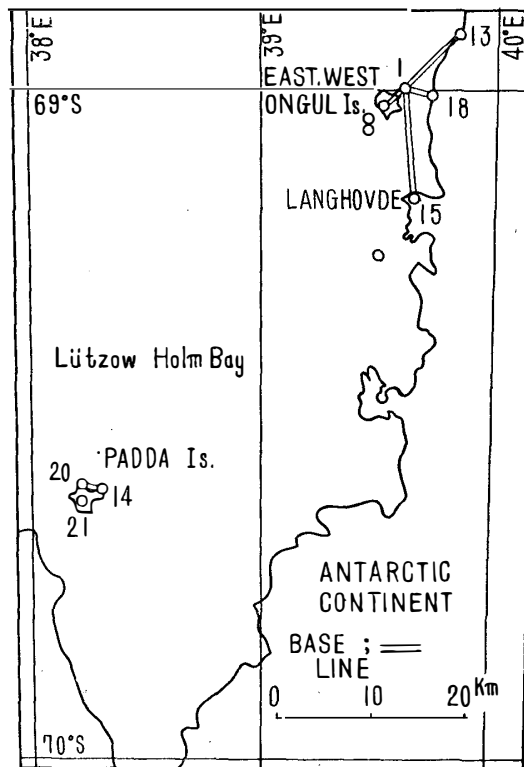 38°E
39°E
40°E
13
1
EAST.WEST
ONGUL Is.
69°S
18
8
LANGHOVDE
15
Lützow Holm Bay
PADDA Is.
20
14
21
ANTARCTIC
CONTINENT
BASE ;
LINE
0 10 20 Km
70°S